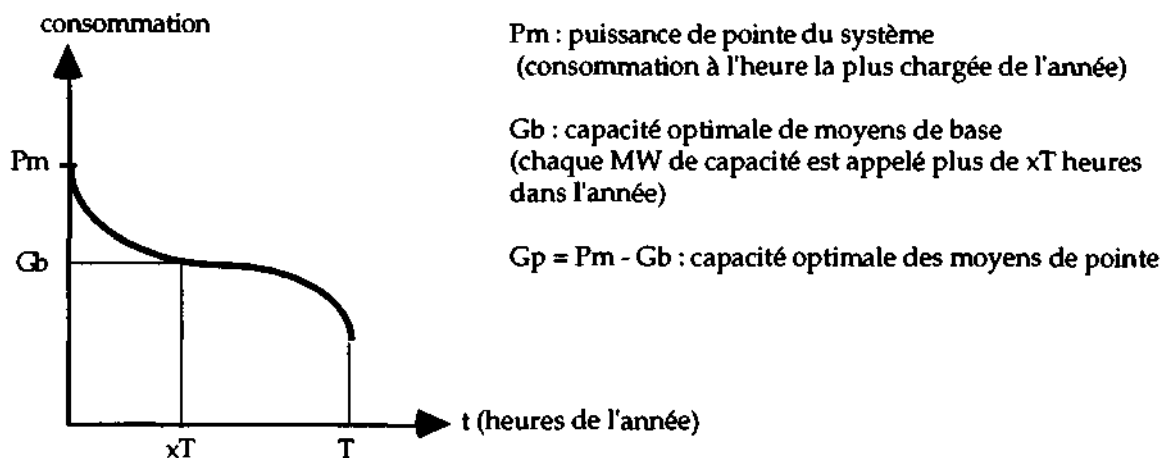 consommation
Pm : puissance de pointe du système
(consommation à l'heure la plus chargée de l'année)
Gb : capacité optimale de moyens de base
(chaque MW de capacité est appelé plus de xT heures
dans l'année)
Gp = Pm - Gb : capacité optimale des moyens de pointe
Pm
Gb
t (heures de l'année)
xT
T